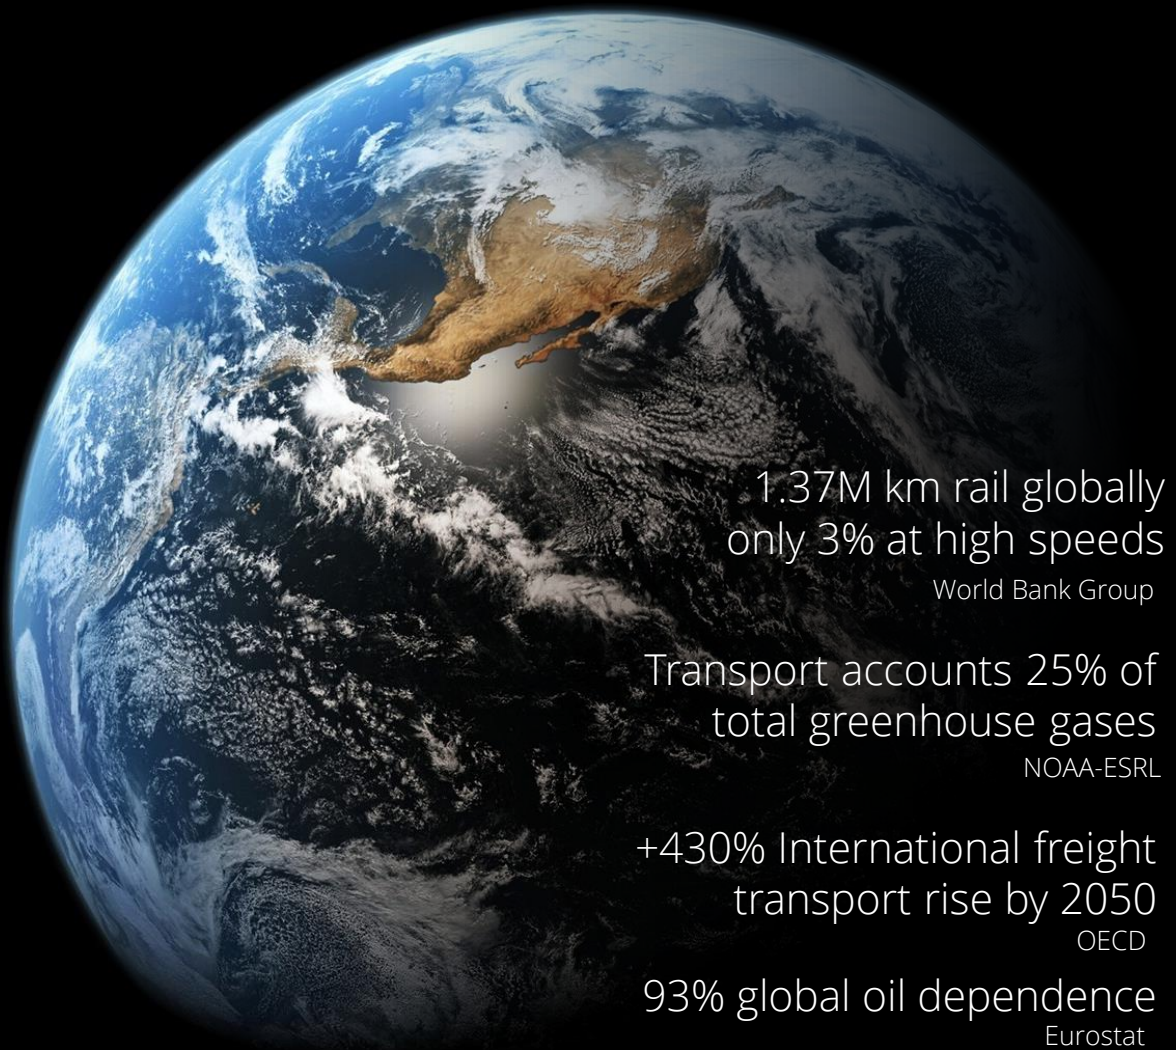 1.37M km rail globally
only 3% at high speeds
World Bank Group
Transport accounts 25% of
total greenhouse gases
NOAA-ESRL
+430% International freight
transport rise by 2050
OECD
93% global oil dependence
Eurostat